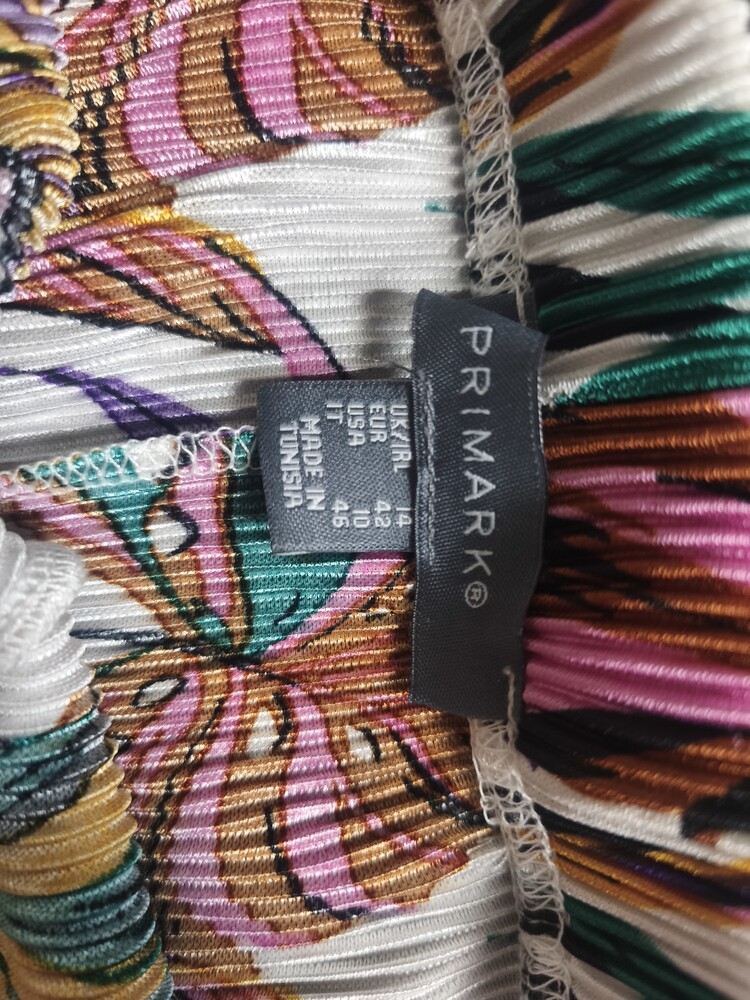 PRIMARK®
UK/IRL 14
EUR 42
USA 10
IT 46
MADE IN
TUNISIA